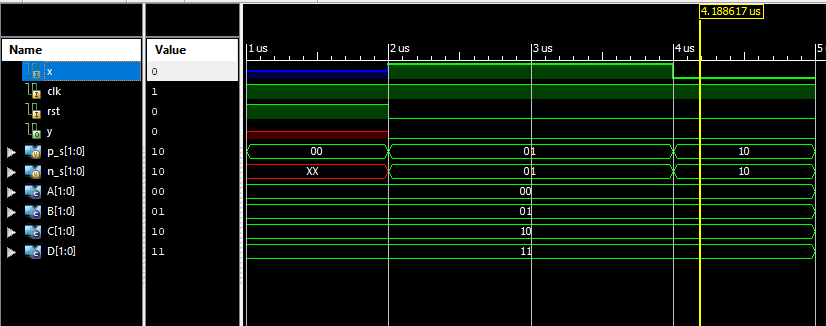 4.188617 us
Name Value 1 us 2 us 3 us 4 us 5
x 0
clk 1
rst 0
y 0
p_s[1:0] 10 00 01 10
n_s[1:0] 10 XX 01 10
A[1:0] 00 00
B[1:0] 01 01
C[1:0] 10 10
D[1:0] 11 11